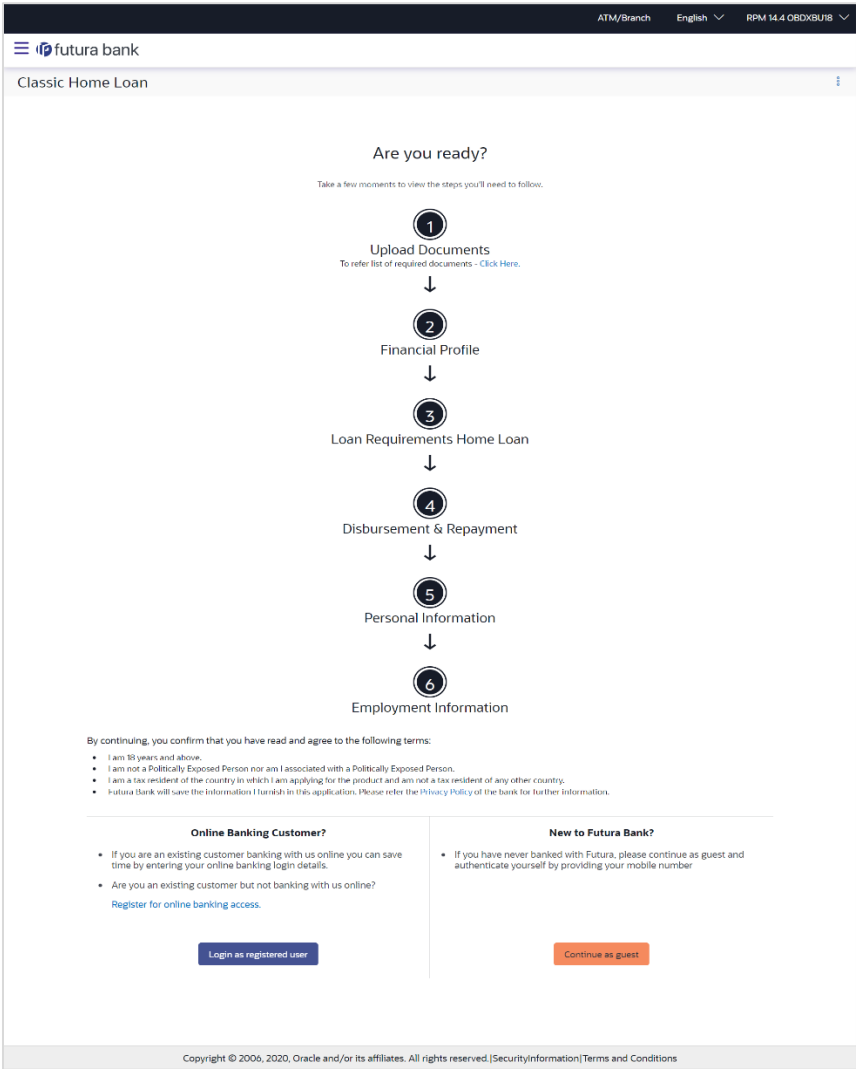 ATM/Branch English RPM 14.4 OBDXBU18
futura bank
Classic Home Loan
Are you ready?
Take a few moments to view the steps you'll need to follow.
1
Upload Documents
To refer list of required documents - Click Here.
2
Financial Profile
3
Loan Requirements Home Loan
4
Disbursement & Repayment
5
Personal Information
6
Employment Information
By continuing, you confirm that you have read and agree to the following terms:
• I am 18 years and above.
• I am not a Politically Exposed Person nor am I associated with a Politically Exposed Person.
• I am a tax resident of the country in which I am applying for the product and am not a tax resident of any other country.
• Futura Bank will save the information I furnish in this application. Please refer the Privacy Policy of the bank for further information.
Online Banking Customer?
• If you are an existing customer banking with us online you can save
time by entering your online banking login details.
• Are you an existing customer but not banking with us online?
Register for online banking access.
Login as registered user
New to Futura Bank?
• If you have never banked with Futura, please continue as guest and
authenticate yourself by providing your mobile number
Continue as guest
Copyright © 2006, 2020, Oracle and/or its affiliates. All rights reserved.|SecurityInformation|Terms and Conditions